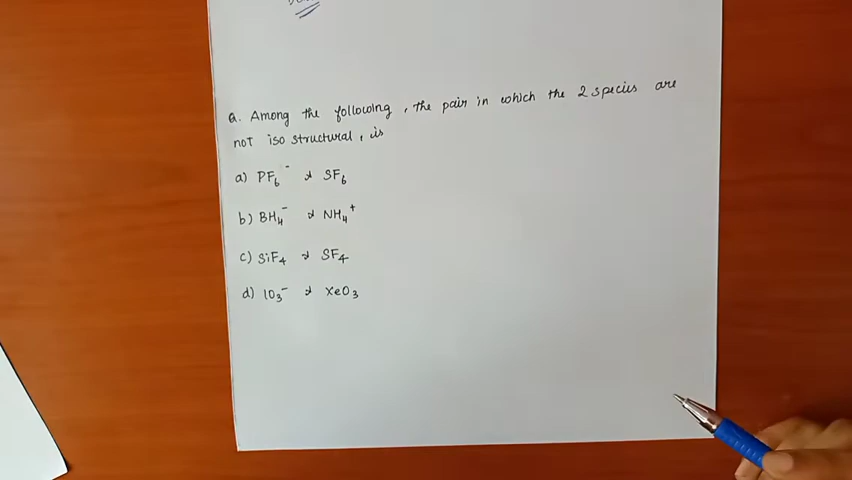 Q. Among the following, the pair in which the 2 species are
not iso structural, is
a) PF₆⁻ & SF₆
b) BH₄⁻ & NH₄⁺
c) SiF₄ & SF₄
d) IO₃⁻ & XeO₃